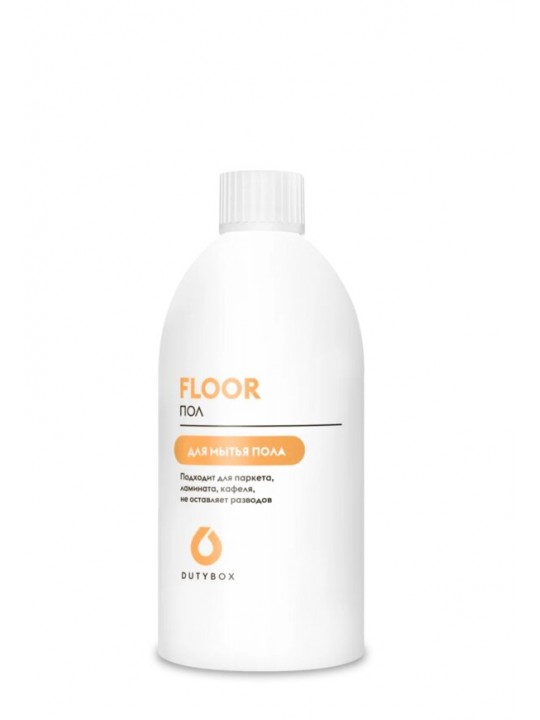 FLOOR
ПОЛ
ДЛЯ МЫТЬЯ ПОЛА
Подходит для паркета,
ламината, кафеля,
не оставляет разводов
DUTYBOX